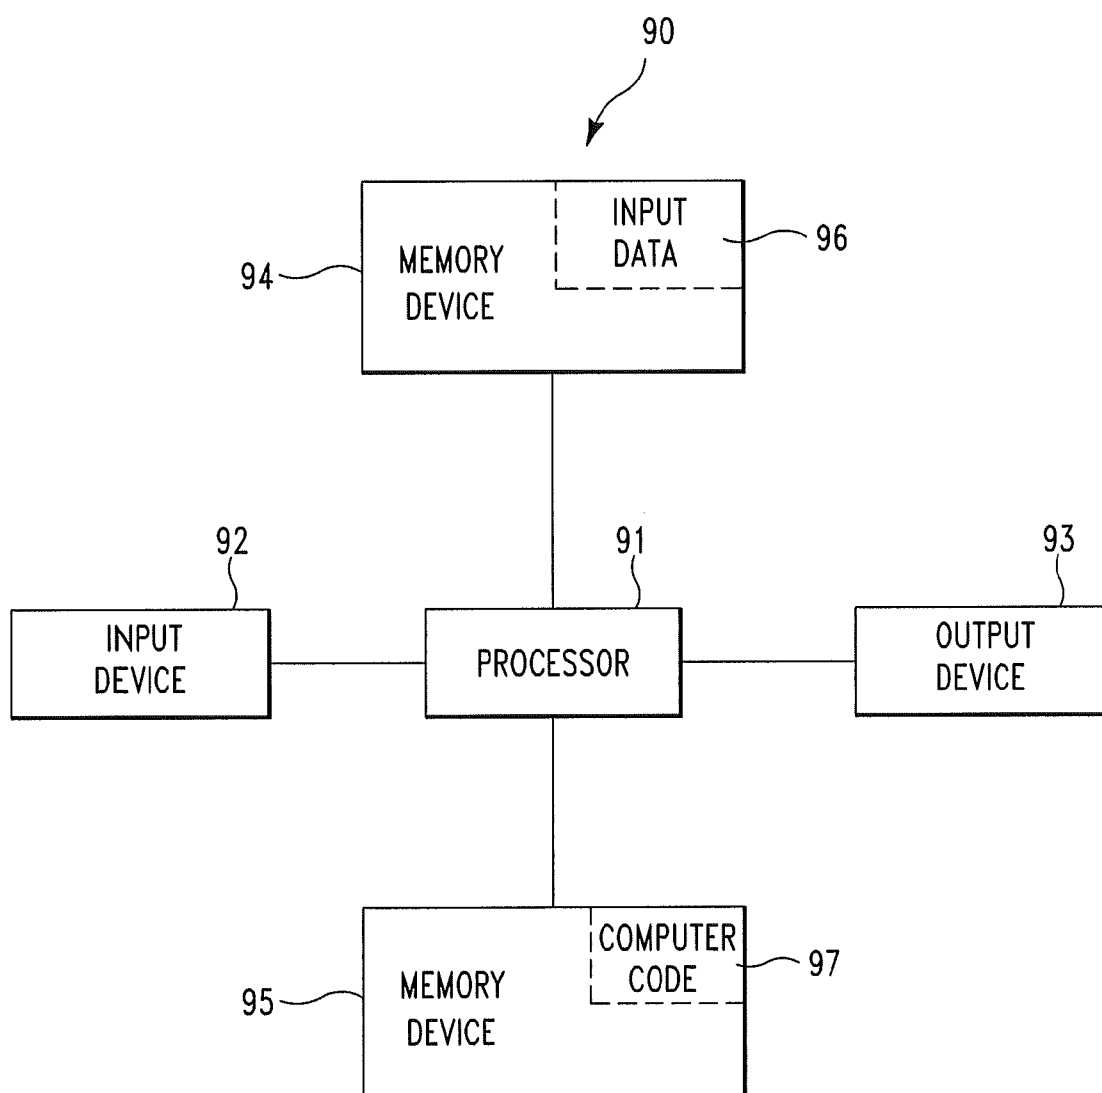 90
INPUT
DATA
96
94
MEMORY
DEVICE
92
91
93
INPUT
DEVICE
PROCESSOR
OUTPUT
DEVICE
COMPUTER
CODE
97
95
MEMORY
DEVICE